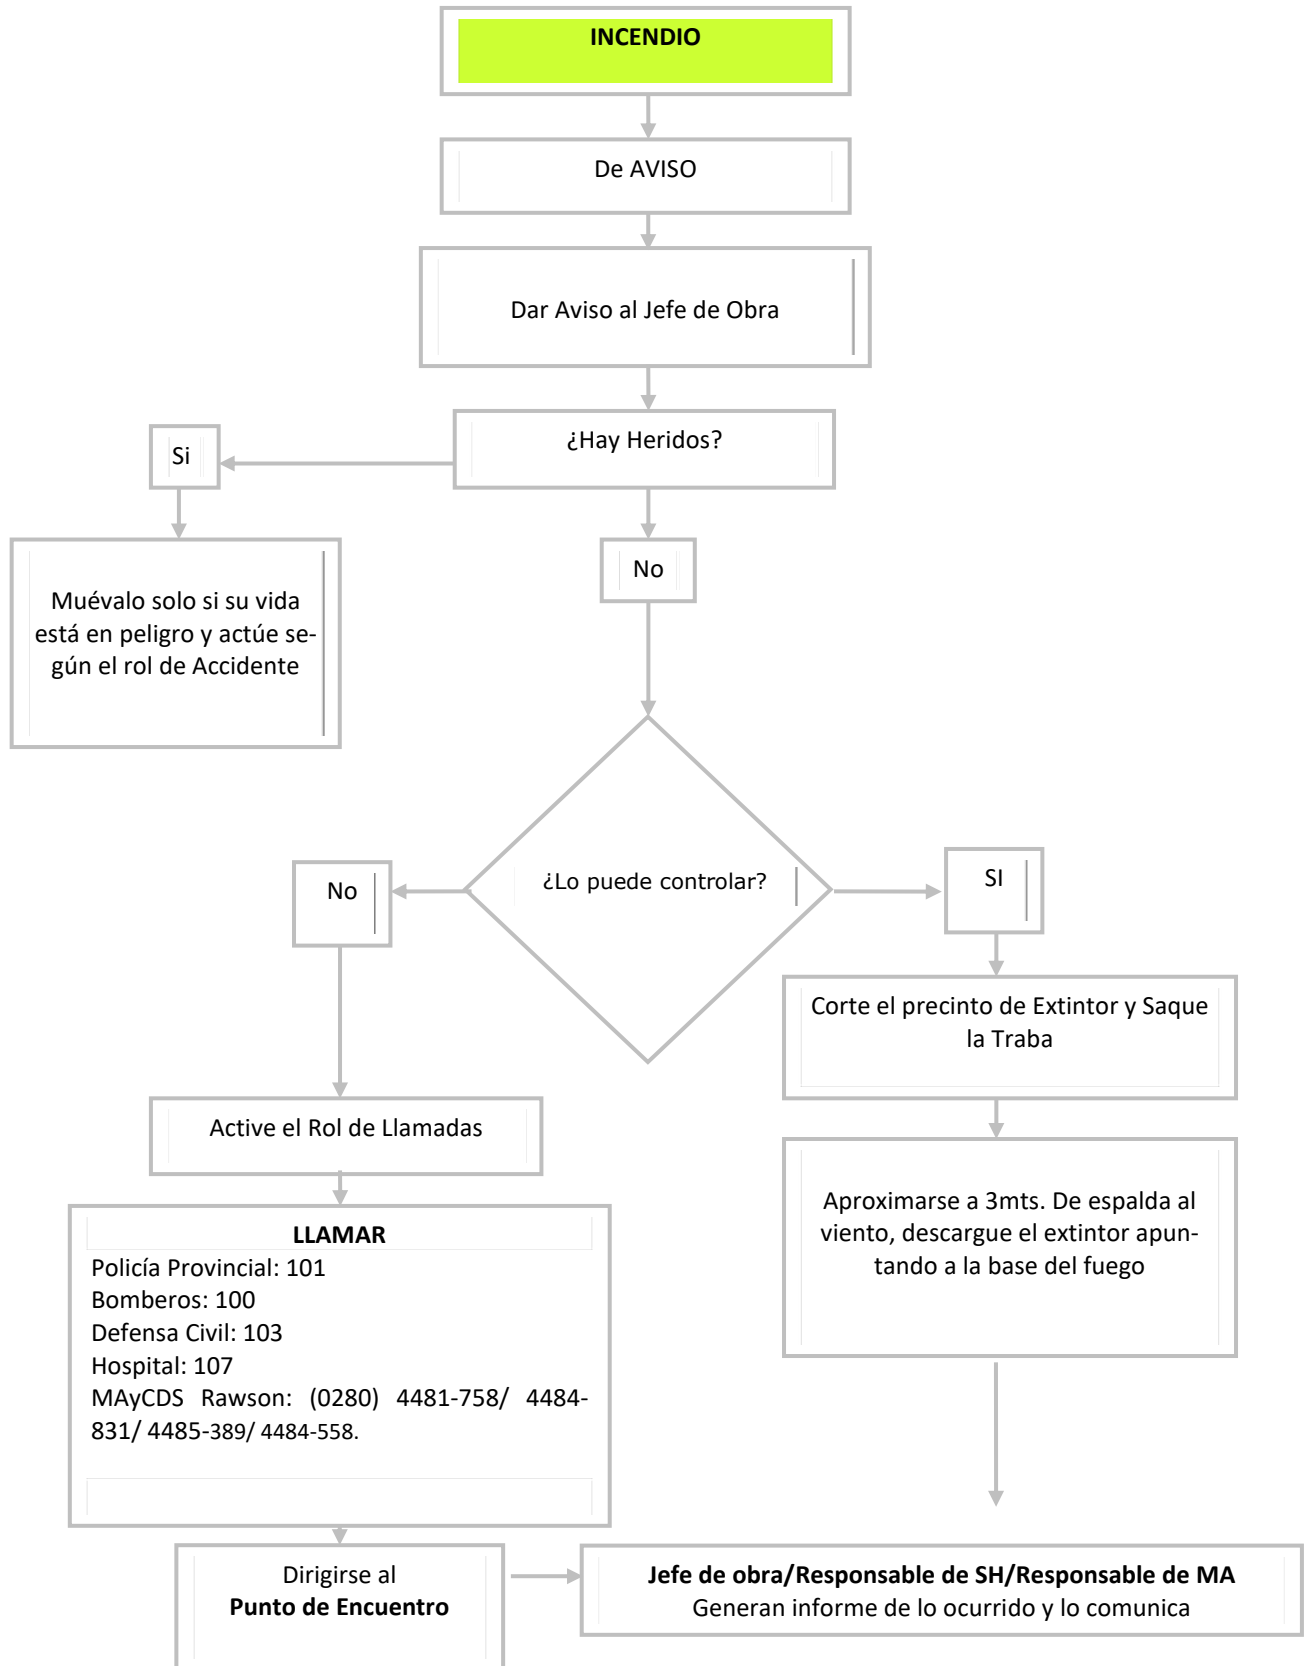 INCENDIO
De AVISO
Dar Aviso al Jefe de Obra
¿Hay Heridos?
Si
No
Muévalo solo si su vida
está en peligro y actúe se-
gún el rol de Accidente
¿Lo puede controlar?
No
SI
Corte el precinto de Extintor y Saque
la Traba
Active el Rol de Llamadas
Aproximarse a 3mts. De espalda al
viento, descargue el extintor apun-
tando a la base del fuego
LLAMAR
Policía Provincial: 101
Bomberos: 100
Defensa Civil: 103
Hospital: 107
MAyCDS Rawson: (0280) 4481-758/ 4484-
831/ 4485-389/ 4484-558.
Dirigirse al
Punto de Encuentro
Jefe de obra/Responsable de SH/Responsable de MA
Generan informe de lo ocurrido y lo comunica